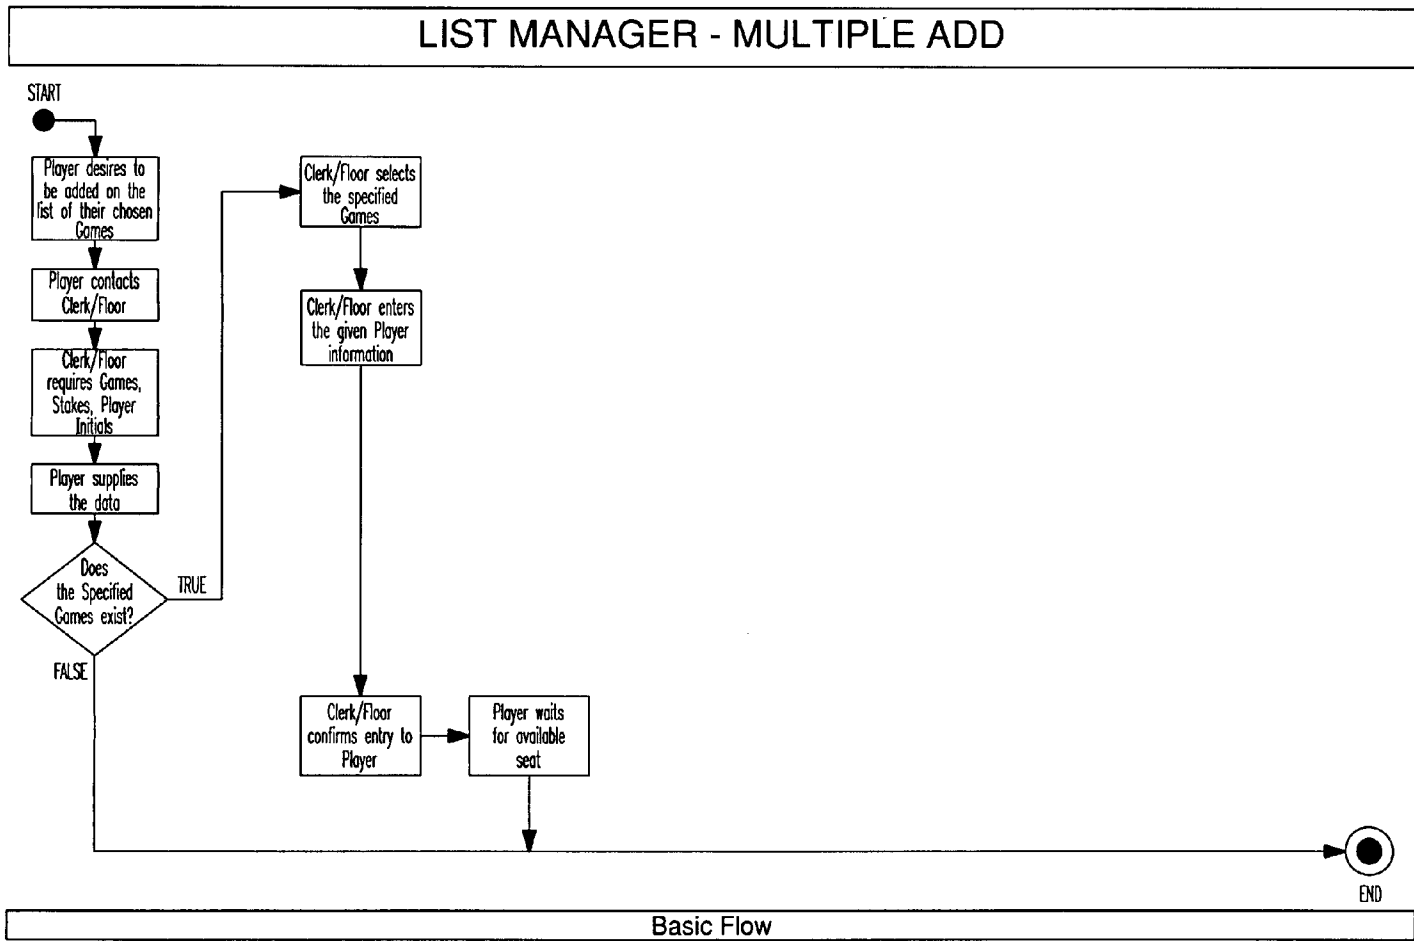 LIST MANAGER - MULTIPLE ADD
START
Player desires to
be added on the
list of their chosen
Games
Player contacts
Clerk/Floor
Clerk/Floor
requires Games,
Stakes, Player
Initials
Player supplies
the data
Does
the Specified
Games exist?
TRUE
FALSE
Clerk/Floor selects
the specified
Games
Clerk/Floor enters
the given Player
information
Clerk/Floor
confirms entry to
Player
Player waits
for available
seat
END
Basic Flow